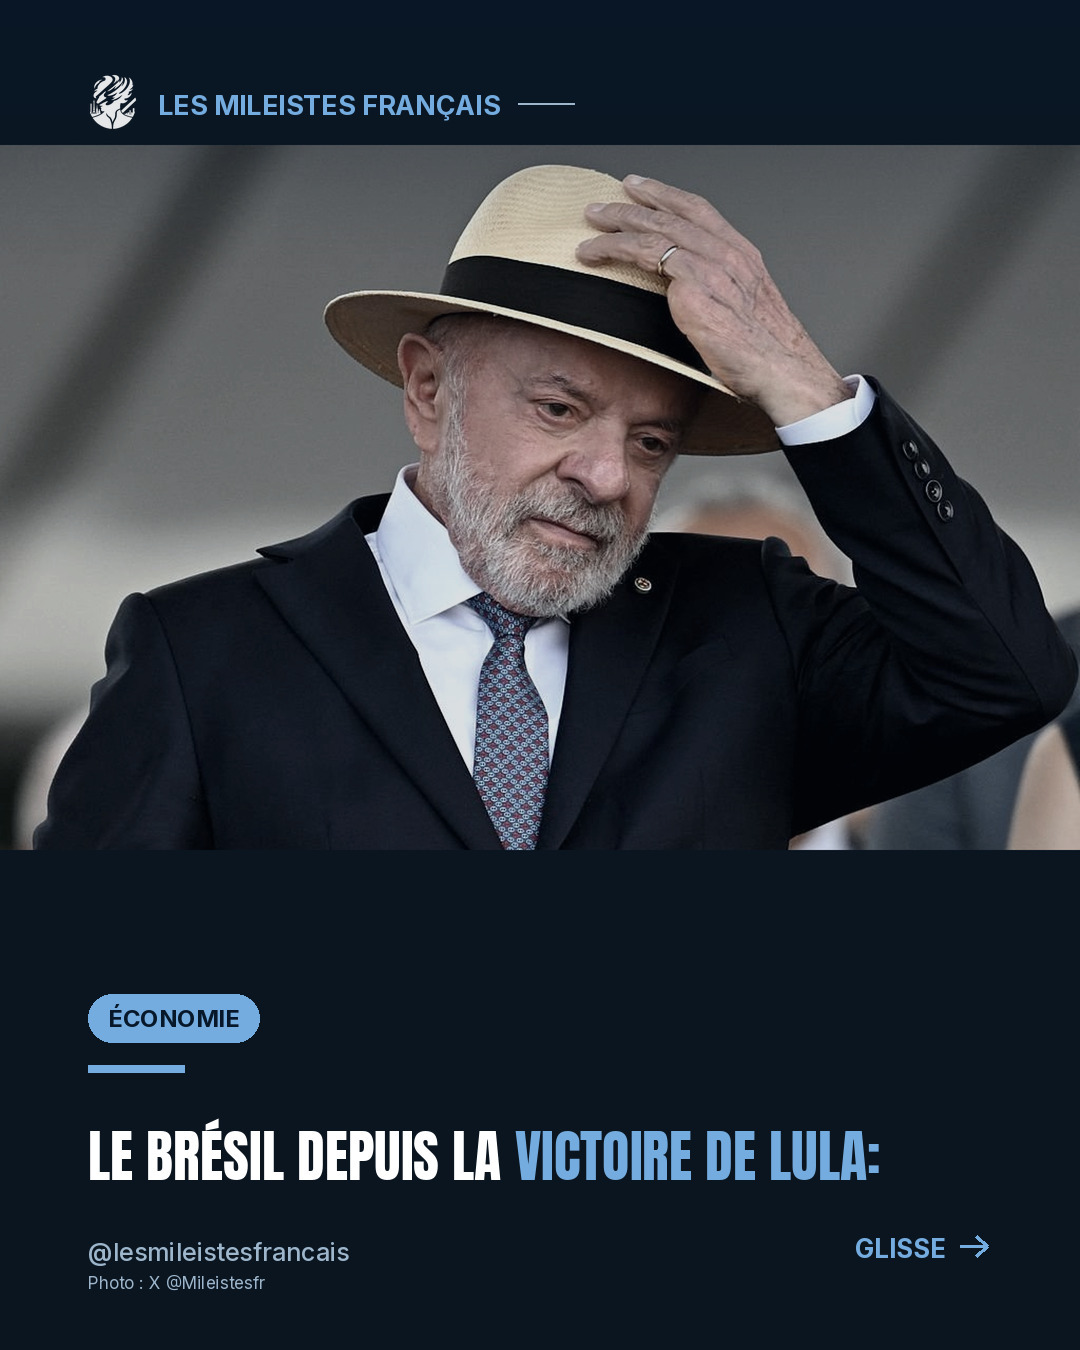 LES MILEISTES FRANÇAIS
ÉCONOMIE
LE BRÉSIL DEPUIS LA VICTOIRE DE LULA:
@lesmileistesfrancais
GLISSE →
Photo : X @Mileistesfr